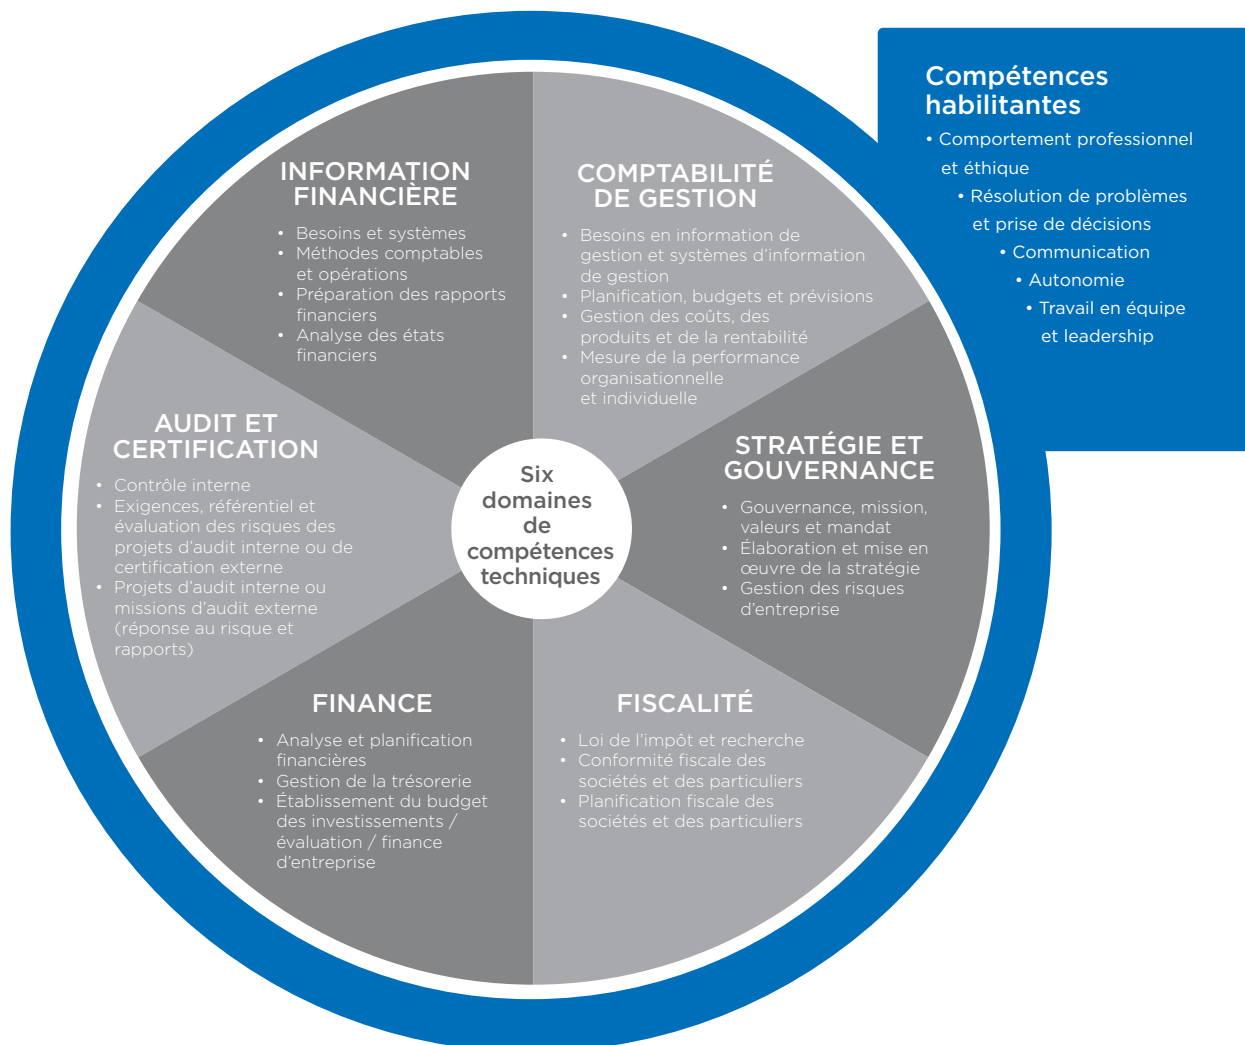 Compétences
habilitantes
• Comportement professionnel
et éthique
• Résolution de problèmes
et prise de décisions
• Communication
• Autonomie
• Travail en équipe
et leadership
INFORMATION
FINANCIÈRE
• Besoins et systèmes
• Méthodes comptables
et opérations
• Préparation des rapports
financiers
• Analyse des états
financiers
COMPTABILITÉ
DE GESTION
• Besoins en information de
gestion et systèmes d’information
de gestion
• Planification, budgets et prévisions
• Gestion des coûts, des
produits et de la rentabilité
• Mesure de la performance
organisationnelle
et individuelle
AUDIT ET
CERTIFICATION
• Contrôle interne
• Exigences, référentiel et
évaluation des risques des
projets d’audit interne ou de
certification externe
• Projets d’audit interne ou
missions d’audit externe
(réponse au risque et
rapports)
Six
domaines
de
compétences
techniques
STRATÉGIE ET
GOUVERNANCE
• Gouvernance, mission,
valeurs et mandat
• Élaboration et mise en
œuvre de la stratégie
• Gestion des risques
d’entreprise
FINANCE
• Analyse et planification
financières
• Gestion de la trésorerie
• Établissement du budget
des investissements /
évaluation / finance
d’entreprise
FISCALITÉ
• Loi de l’impôt et recherche
• Conformité fiscale des
sociétés et des particuliers
• Planification fiscale des
sociétés et des particuliers